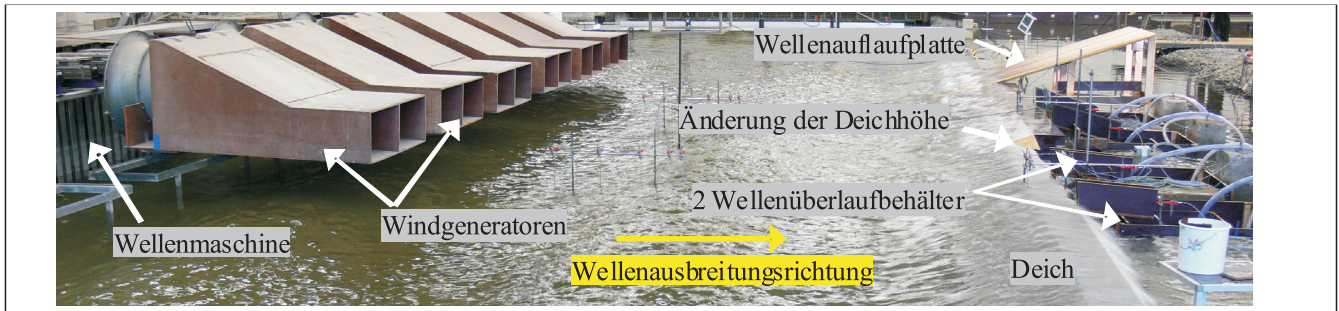 Wellenauflaufplatte
Änderung der Deichhöhe
2 Wellenüberlaufbehälter
Windgeneratoren
Wellenmaschine
Wellenausbreitungsrichtung
Deich